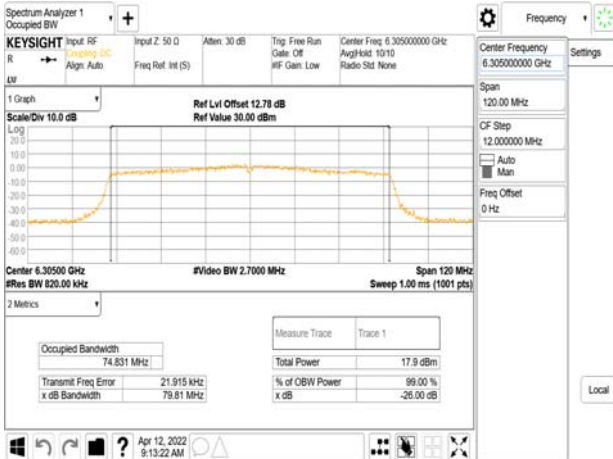 Spectrum Analyzer 1
Occupied BW
+
Frequency
KEYSIGHT
R
LXI
Input: RF
Coupling: DC
Align: Auto
Input Z: 50 Ω
Freq Ref: Int (S)
Atten: 30 dB
Trig: Free Run
Gate: Off
#IF Gain: Low
Center Freq: 6.305000000 GHz
Avg|Hold: 10/10
Radio Std: None
Center Frequency
6.305000000 GHz
Settings
Span
120.00 MHz
CF Step
12.000000 MHz
Auto
Man
Freq Offset
0 Hz
Local
1 Graph
Scale/Div 10.0 dB
Ref Lvl Offset 12.78 dB
Ref Value 30.00 dBm
Log
20.0
10.0
0.00
-10.0
-20.0
-30.0
-40.0
-50.0
-60.0
Center 6.30500 GHz
#Res BW 820.00 kHz
#Video BW 2.7000 MHz
Span 120 MHz
Sweep 1.00 ms (1001 pts)
2 Metrics
Measure Trace Trace 1
Occupied Bandwidth
74.831 MHz
Total Power 17.9 dBm
Transmit Freq Error 21.915 kHz
% of OBW Power 99.00 %
x dB Bandwidth 79.81 MHz
x dB -26.00 dB
?
Apr 12, 2022
9:13:22 AM